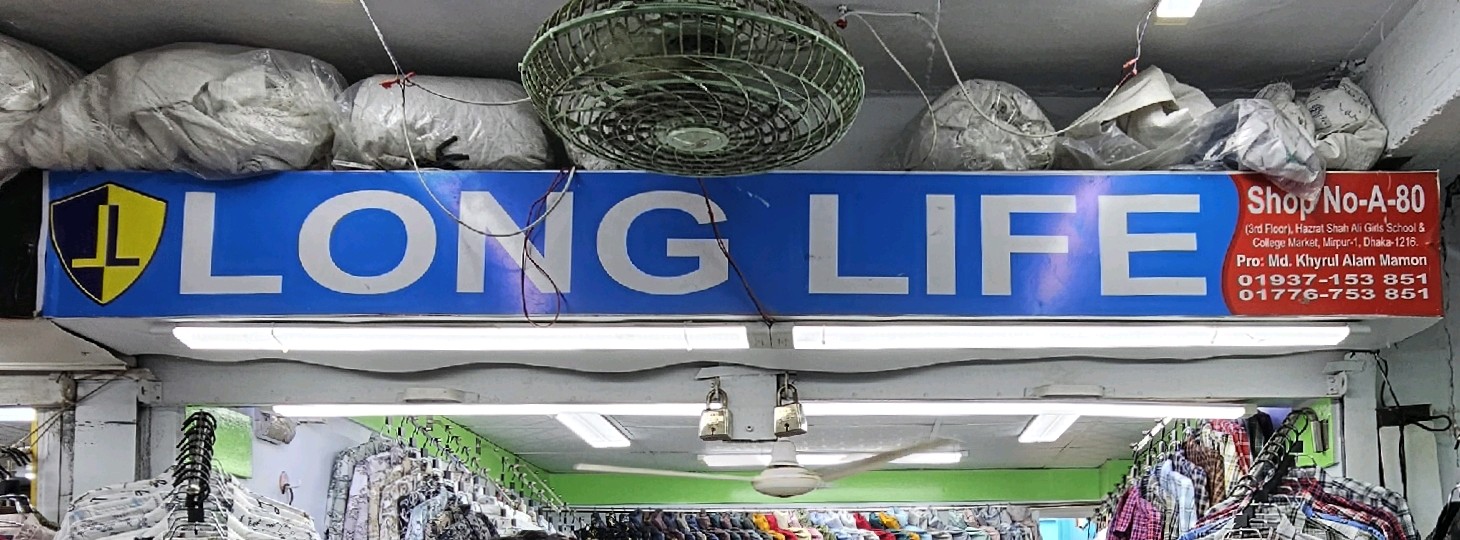 LONG LIFE
Shop No-A-80
(3rd Floor), Hazrat Shah Ali Girls School &
College Market, Mirpur-1, Dhaka-1216.
Pro: Md. Khyrul Alam Mamon
01937-153 851
01776-753 851